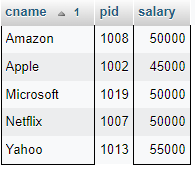 cname 1 pid salary
Amazon 1008 50000
Apple 1002 45000
Microsoft 1019 50000
Netflix 1007 50000
Yahoo 1013 55000